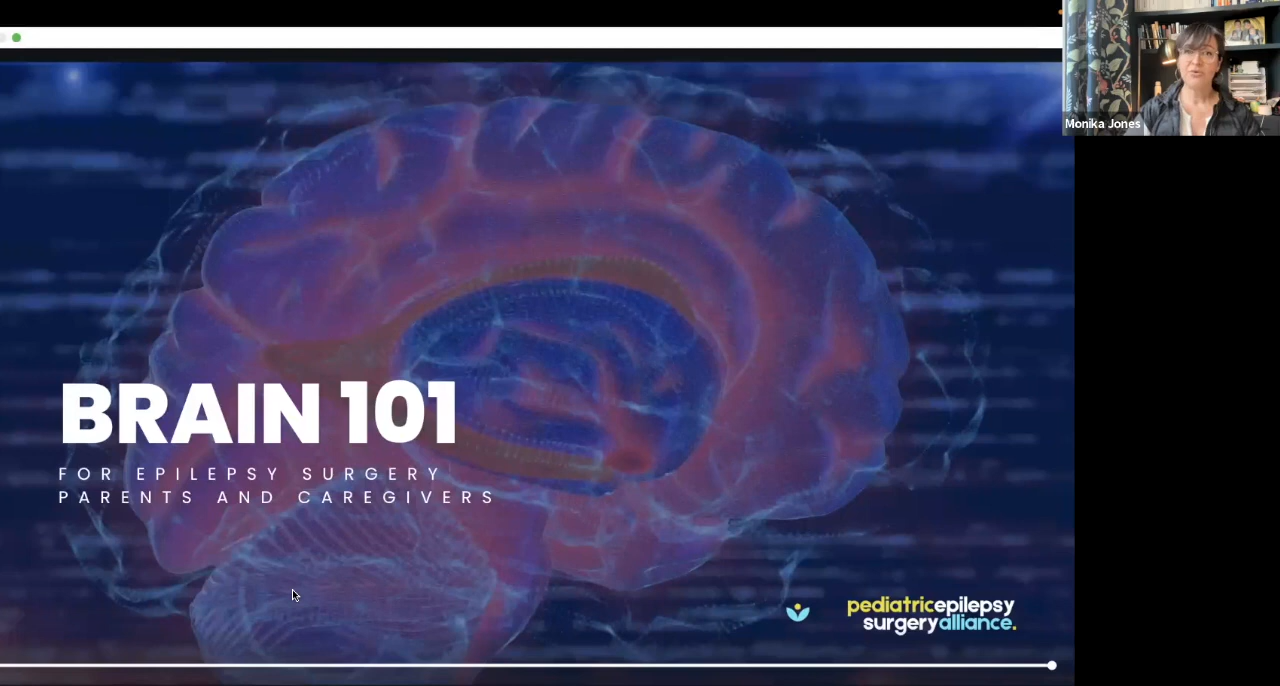 Monika Jones
BRAIN 101
FOR EPILEPSY SURGERY
PARENTS AND CAREGIVERS
pediatricepilepsy
surgeryalliance.